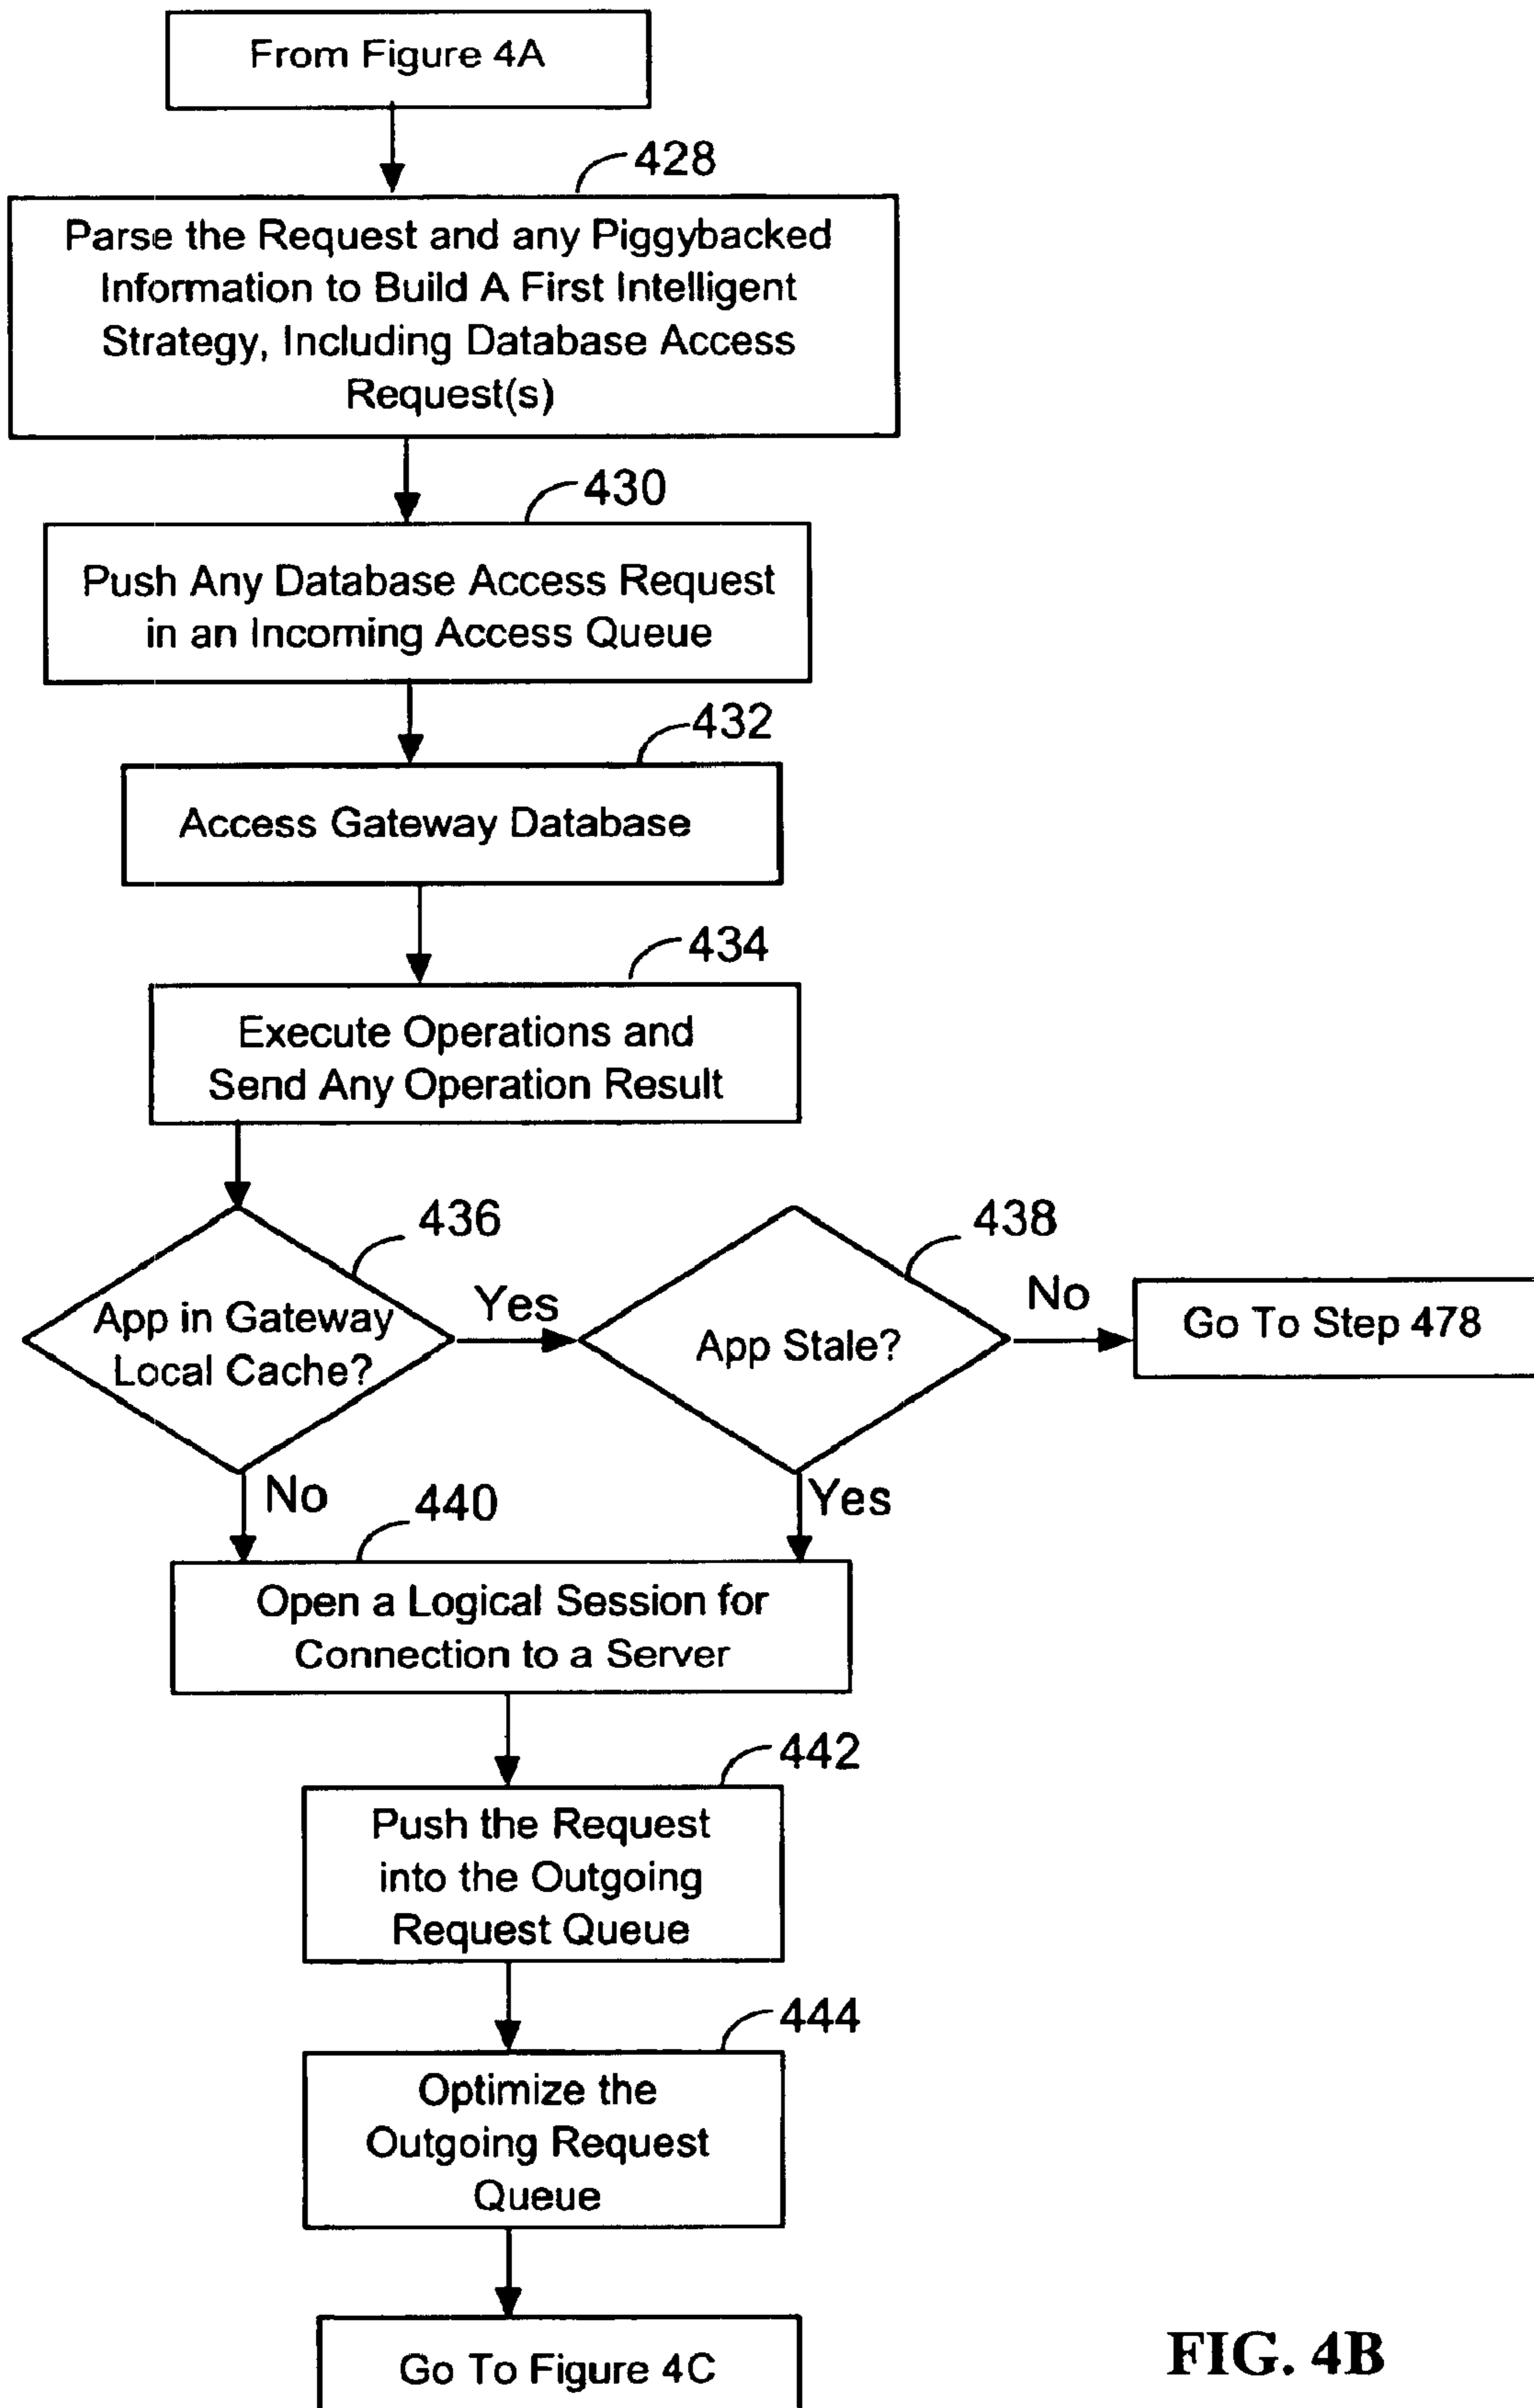 From Figure 4A
428
Parse the Request and any Piggybacked
Information to Build A First Intelligent
Strategy, Including Database Access
Request(s)
430
Push Any Database Access Request
in an Incoming Access Queue
432
Access Gateway Database
434
Execute Operations and
Send Any Operation Result
436
App in Gateway
Local Cache?
Yes
438
App Stale?
No
Go To Step 478
No
Yes
440
Open a Logical Session for
Connection to a Server
442
Push the Request
into the Outgoing
Request Queue
444
Optimize the
Outgoing Request
Queue
Go To Figure 4C
FIG. 4B